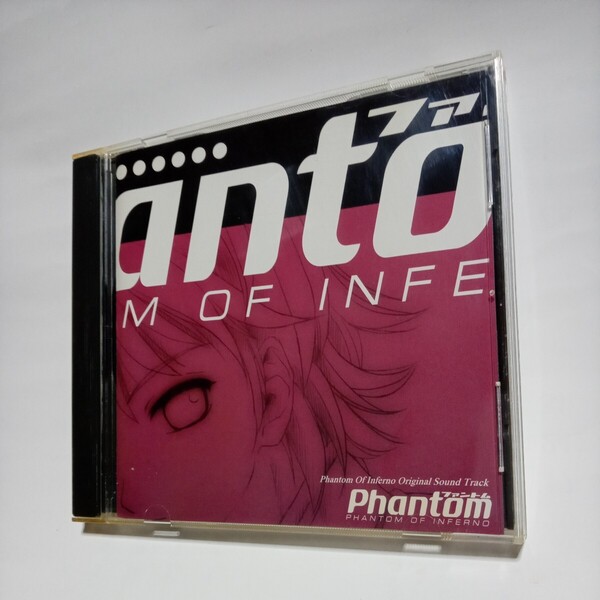 ファ
anto
M OF INFE
Phantom Of Inferno Original Sound Track
ファントム
Phantom
PHANTOM OF INFERNO